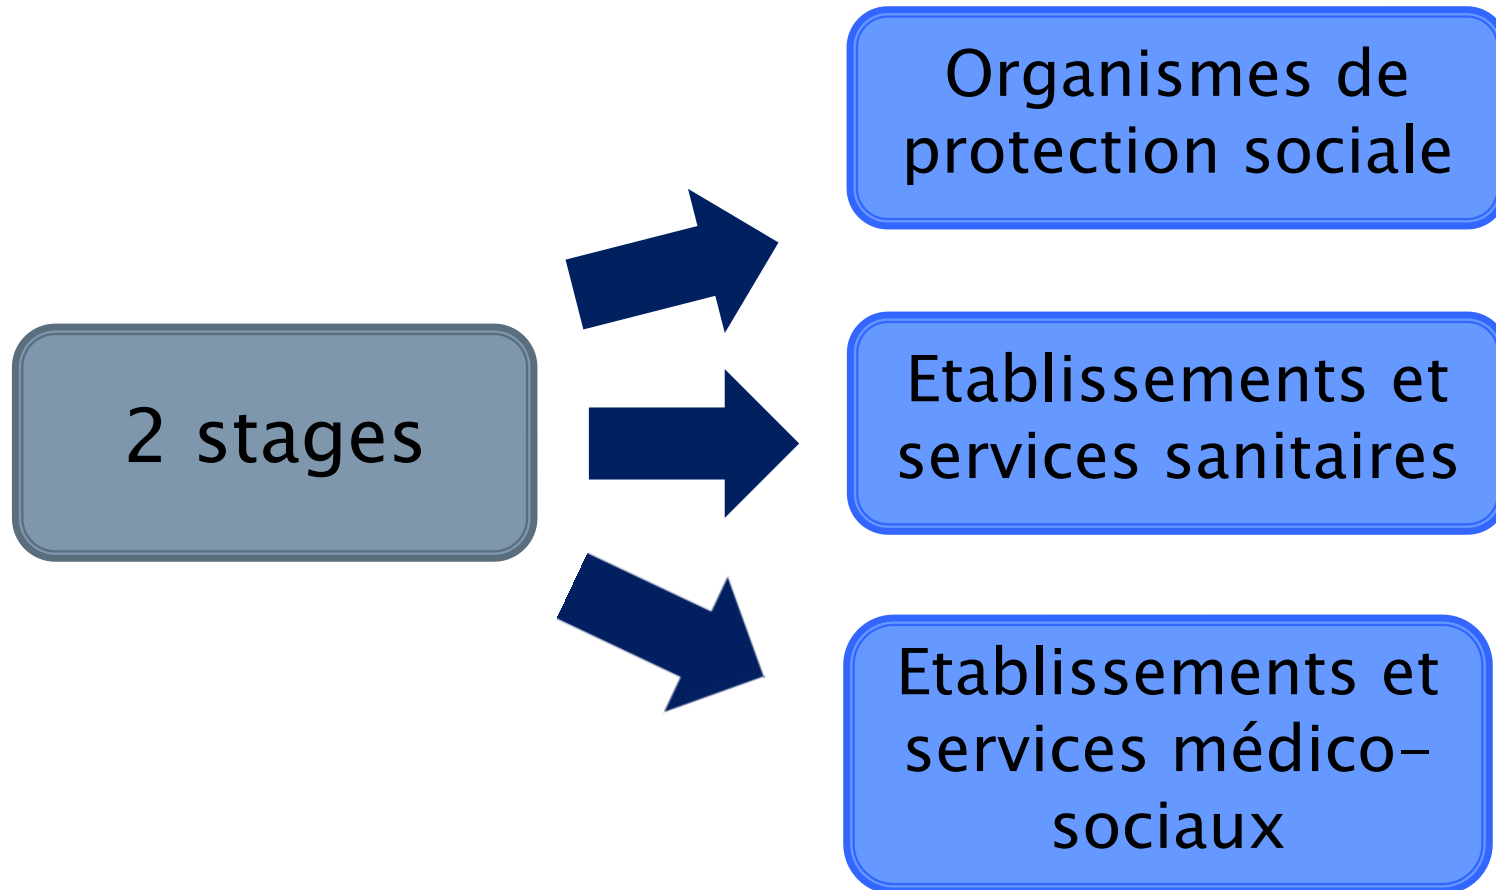 Organismes de
protection sociale
2 stages
Etablissements et
services sanitaires
Etablissements et
services médico-
sociaux